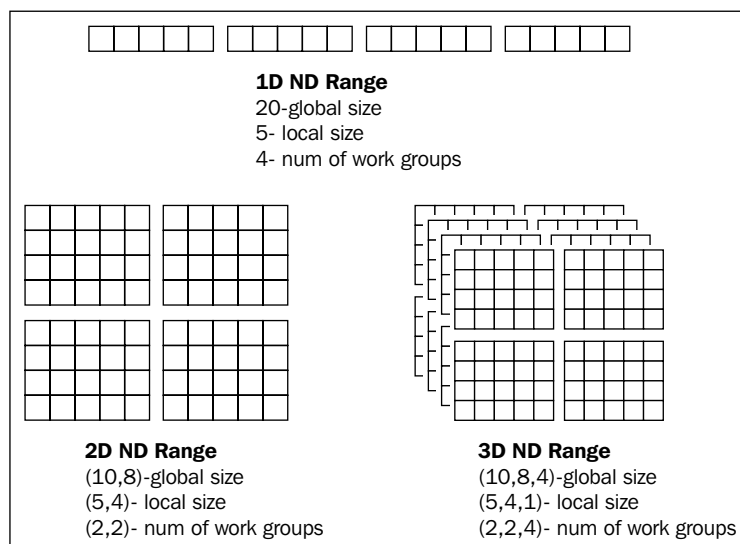 1D ND Range
20-global size
5- local size
4- num of work groups
2D ND Range
(10,8)-global size
(5,4)- local size
(2,2)- num of work groups
3D ND Range
(10,8,4)-global size
(5,4,1)- local size
(2,2,4)- num of work groups